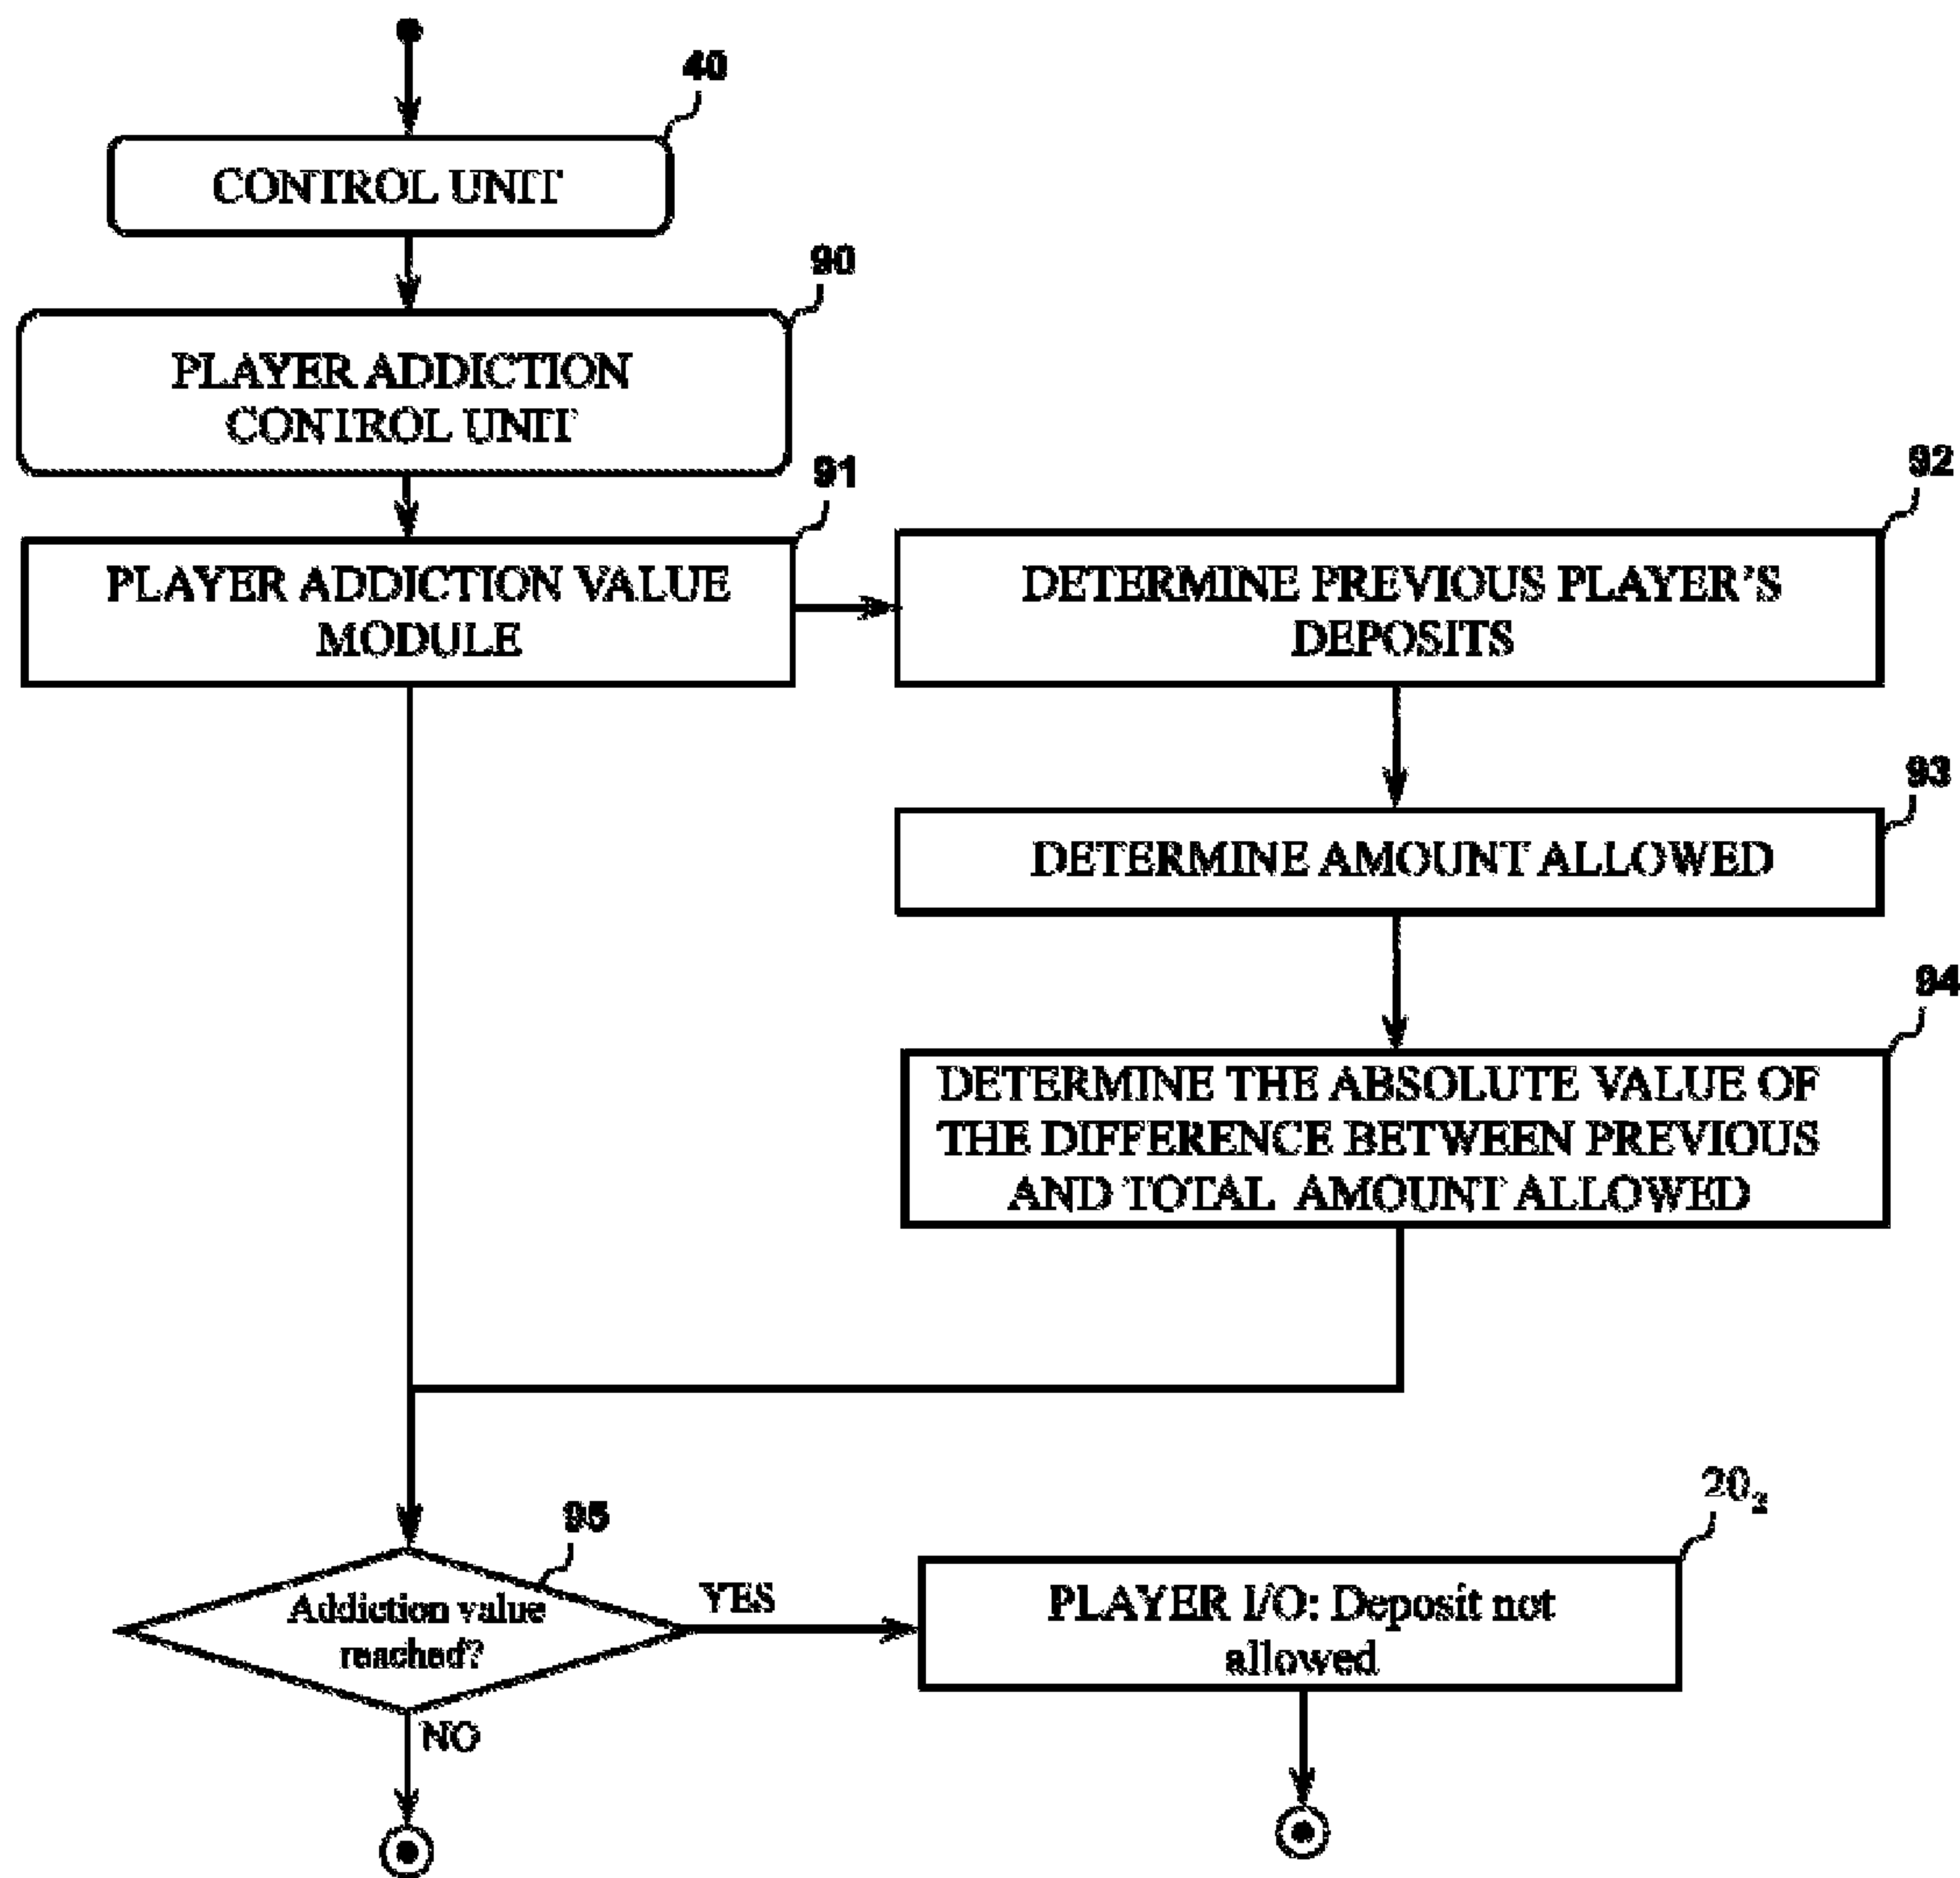 40
CONTROL UNIT
90
PLAYER ADDICTION
CONTROL UNIT
91
PLAYER ADDICTION VALUE
MODULE
92
DETERMINE PREVIOUS PLAYER'S
DEPOSITS
93
DETERMINE AMOUNT ALLOWED
94
DETERMINE THE ABSOLUTE VALUE OF
THE DIFFERENCE BETWEEN PREVIOUS
AND TOTAL AMOUNT ALLOWED
95
Addiction value
reached?
YES
NO
20₂
PLAYER I/O: Deposit not
allowed